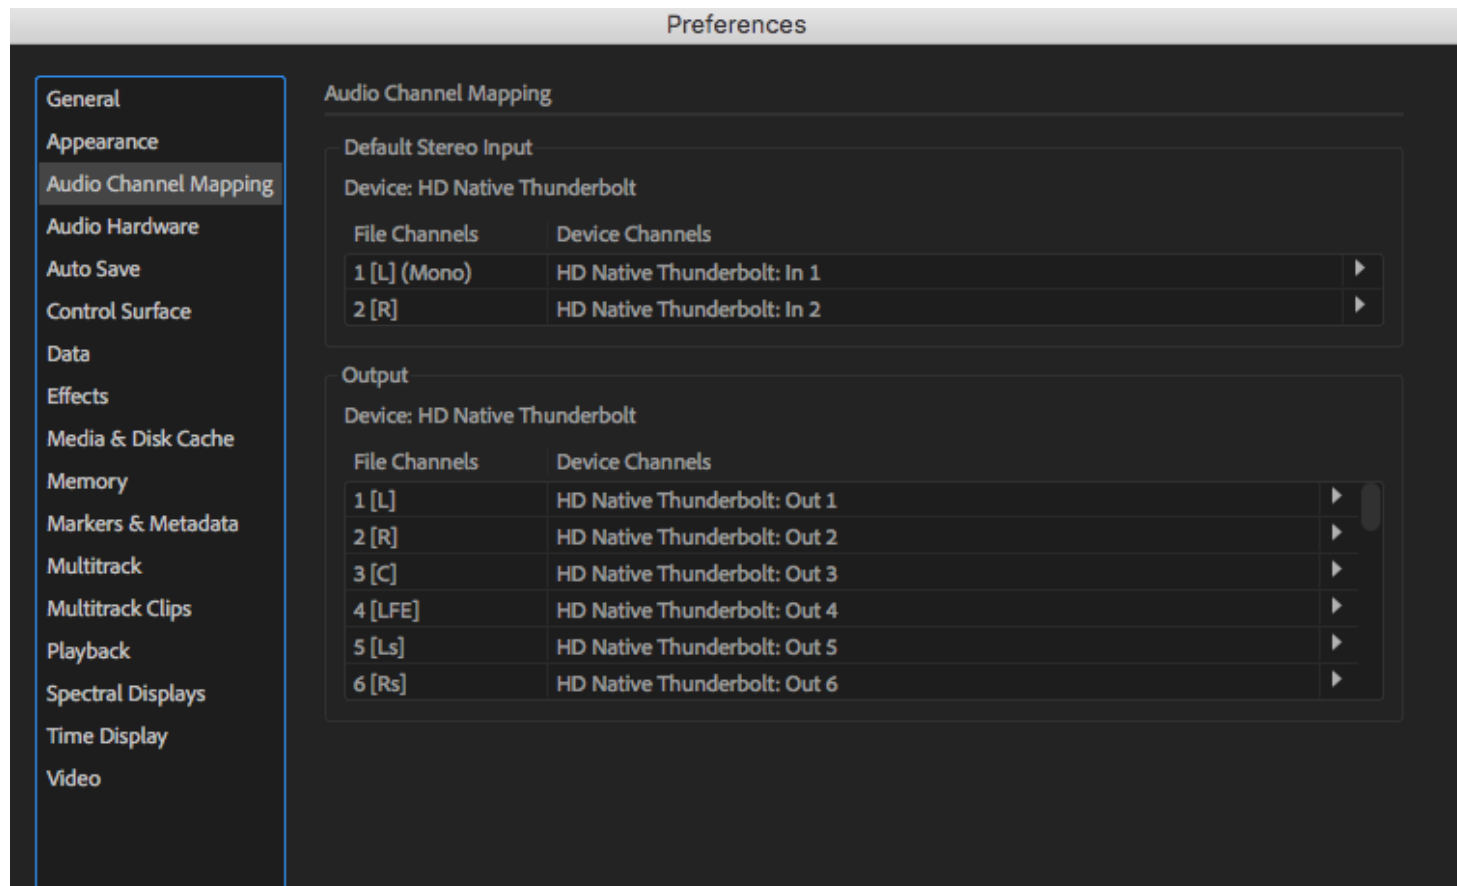 Preferences
General
Appearance
Audio Channel Mapping
Audio Hardware
Auto Save
Control Surface
Data
Effects
Media & Disk Cache
Memory
Markers & Metadata
Multitrack
Multitrack Clips
Playback
Spectral Displays
Time Display
Video
Audio Channel Mapping
Default Stereo Input
Device: HD Native Thunderbolt
File Channels Device Channels
1 [L] (Mono) HD Native Thunderbolt: In 1
2 [R] HD Native Thunderbolt: In 2
Output
Device: HD Native Thunderbolt
File Channels Device Channels
1 [L] HD Native Thunderbolt: Out 1
2 [R] HD Native Thunderbolt: Out 2
3 [C] HD Native Thunderbolt: Out 3
4 [LFE] HD Native Thunderbolt: Out 4
5 [Ls] HD Native Thunderbolt: Out 5
6 [Rs] HD Native Thunderbolt: Out 6